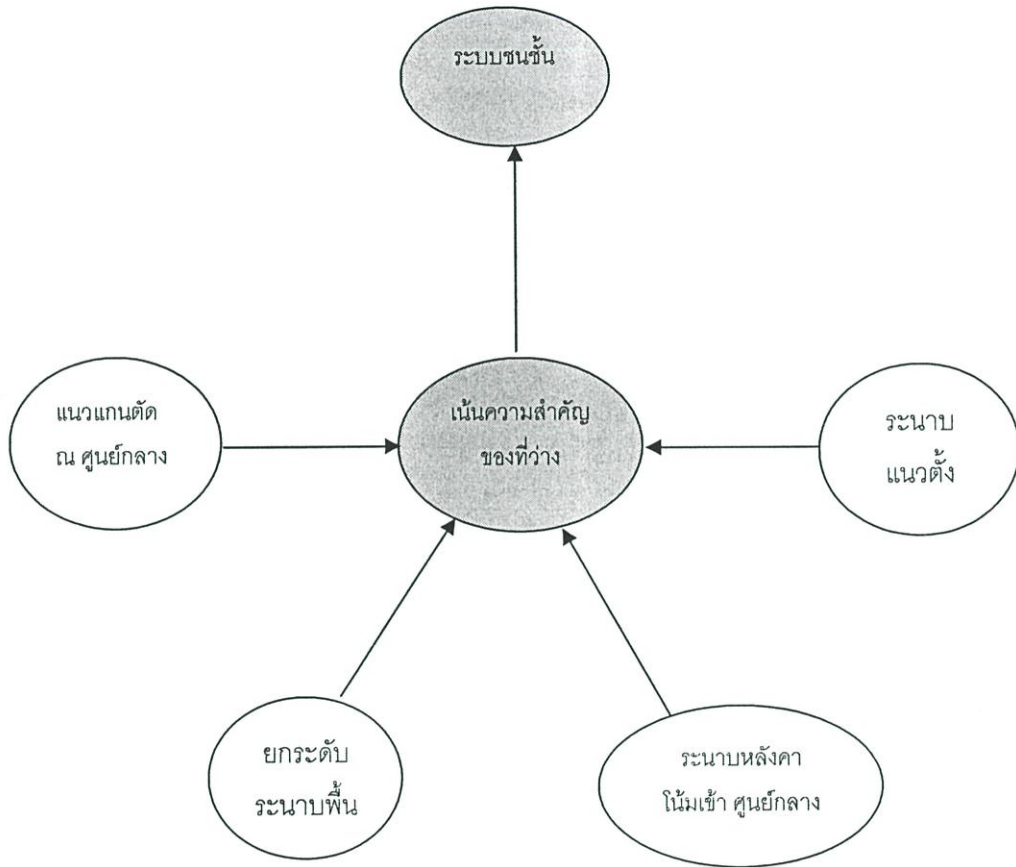 ระบบชนชั้น
แนวแกนตัด
ณ ศูนย์กลาง
เน้นความสำคัญ
ของที่ว่าง
ระนาบ
แนวตั้ง
ยกระดับ
ระนาบพื้น
ระนาบหลังคา
โน้มเข้า ศูนย์กลาง